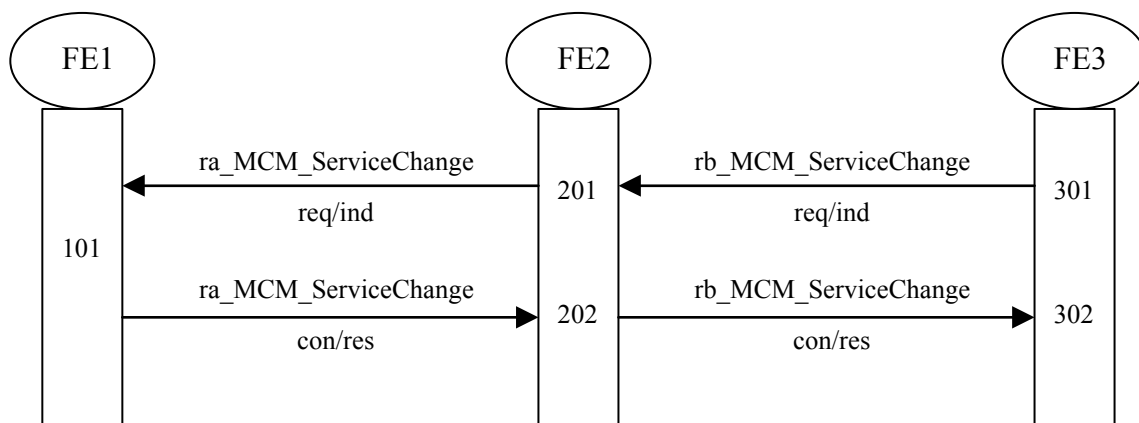 FE1 FE2 FE3
ra_MCM_ServiceChange rb_MCM_ServiceChange
201 301
req/ind req/ind
101
ra_MCM_ServiceChange rb_MCM_ServiceChange
202 302
con/res con/res